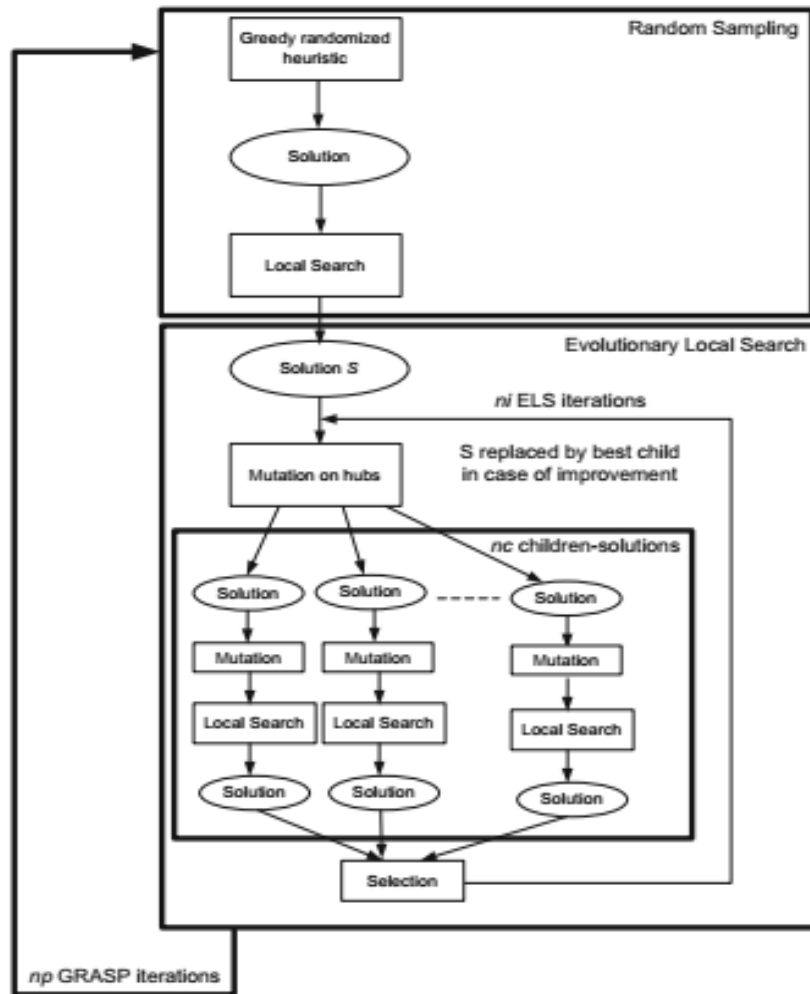 Random Sampling
Greedy randomized
heuristic
Solution
Local Search
Evolutionary Local Search
Solution S
ni ELS iterations
S replaced by best child
in case of improvement
Mutation on hubs
nc children-solutions
Solution
Solution
Solution
Mutation
Mutation
Mutation
Local Search
Local Search
Local Search
Solution
Solution
Solution
Selection
np GRASP iterations